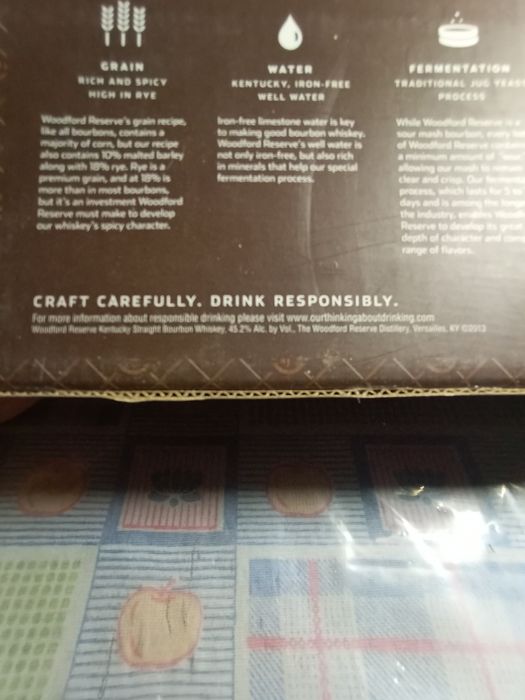 GRAIN
RICH AND SPICY
HIGH IN RYE
Woodford Reserve's grain recipe,
like all bourbons, contains a
majority of corn, but our recipe
also contains 10% malted barley
along with 18% rye. Rye is a
premium grain, and at 18% is
more than in most bourbons,
but it's an investment Woodford
Reserve must make to develop
our whiskey's spicy character.
WATER
KENTUCKY, IRON-FREE
WELL WATER
Iron-free limestone water is key
to making good bourbon whiskey.
Woodford Reserve's well water is
not only iron-free, but also rich
in minerals that help our special
fermentation process.
FERMENTATION
TRADITIONAL JUG YEAST
PROCESS
While Woodford Reserve is a
sour mash bourbon, every
of Woodford Reserve
a minimum amount of
allowing our mash to
clear and crisp. Our
process, which lasts for 5
days and is among the
the industry, enables
Reserve to develop its great
depth of character and
range of flavors.
CRAFT CAREFULLY. DRINK RESPONSIBLY.
For more information about responsible drinking please visit www.ourthinkingaboutdrinking.com
Woodford Reserve Kentucky Straight Bourbon Whiskey, 45.2% Alc. by Vol., The Woodford Reserve Distillery, Versailles, KY ©2013